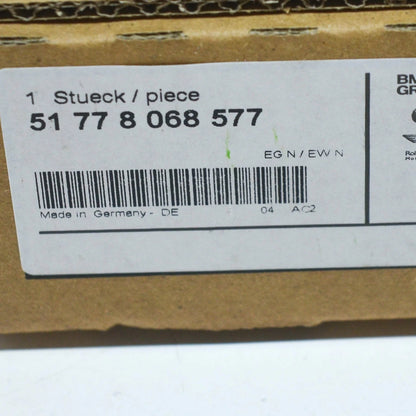 1 Stueck / piece
51 77 8 068 577
EG N / EW N
Made in Germany - DE 04 AC2
BM
GR